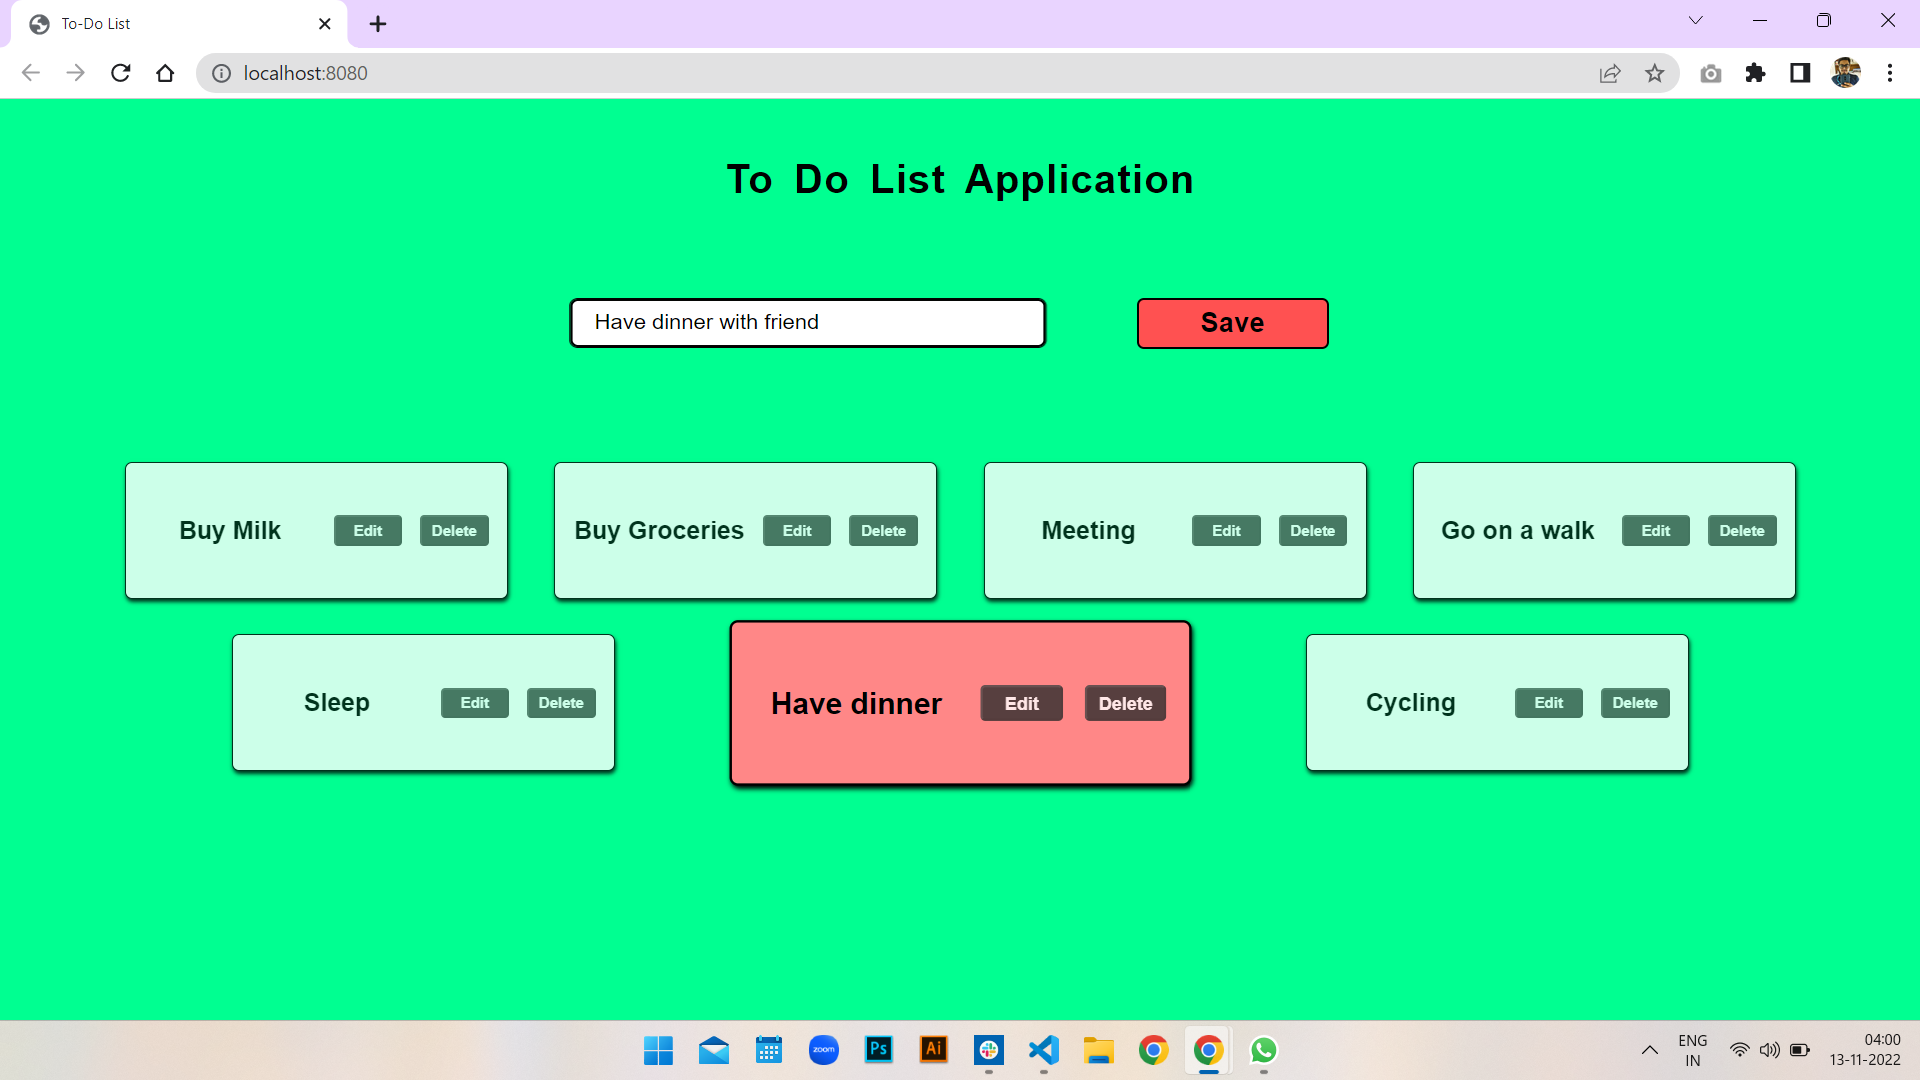 To-Do List
localhost:8080
To Do List Application
Have dinner with friend
Save
Buy Milk Edit Delete
Buy Groceries Edit Delete
Meeting Edit Delete
Go on a walk Edit Delete
Sleep Edit Delete
Have dinner Edit Delete
Cycling Edit Delete
zoom
Ps
Ai
ENG
IN
04:00
13-11-2022